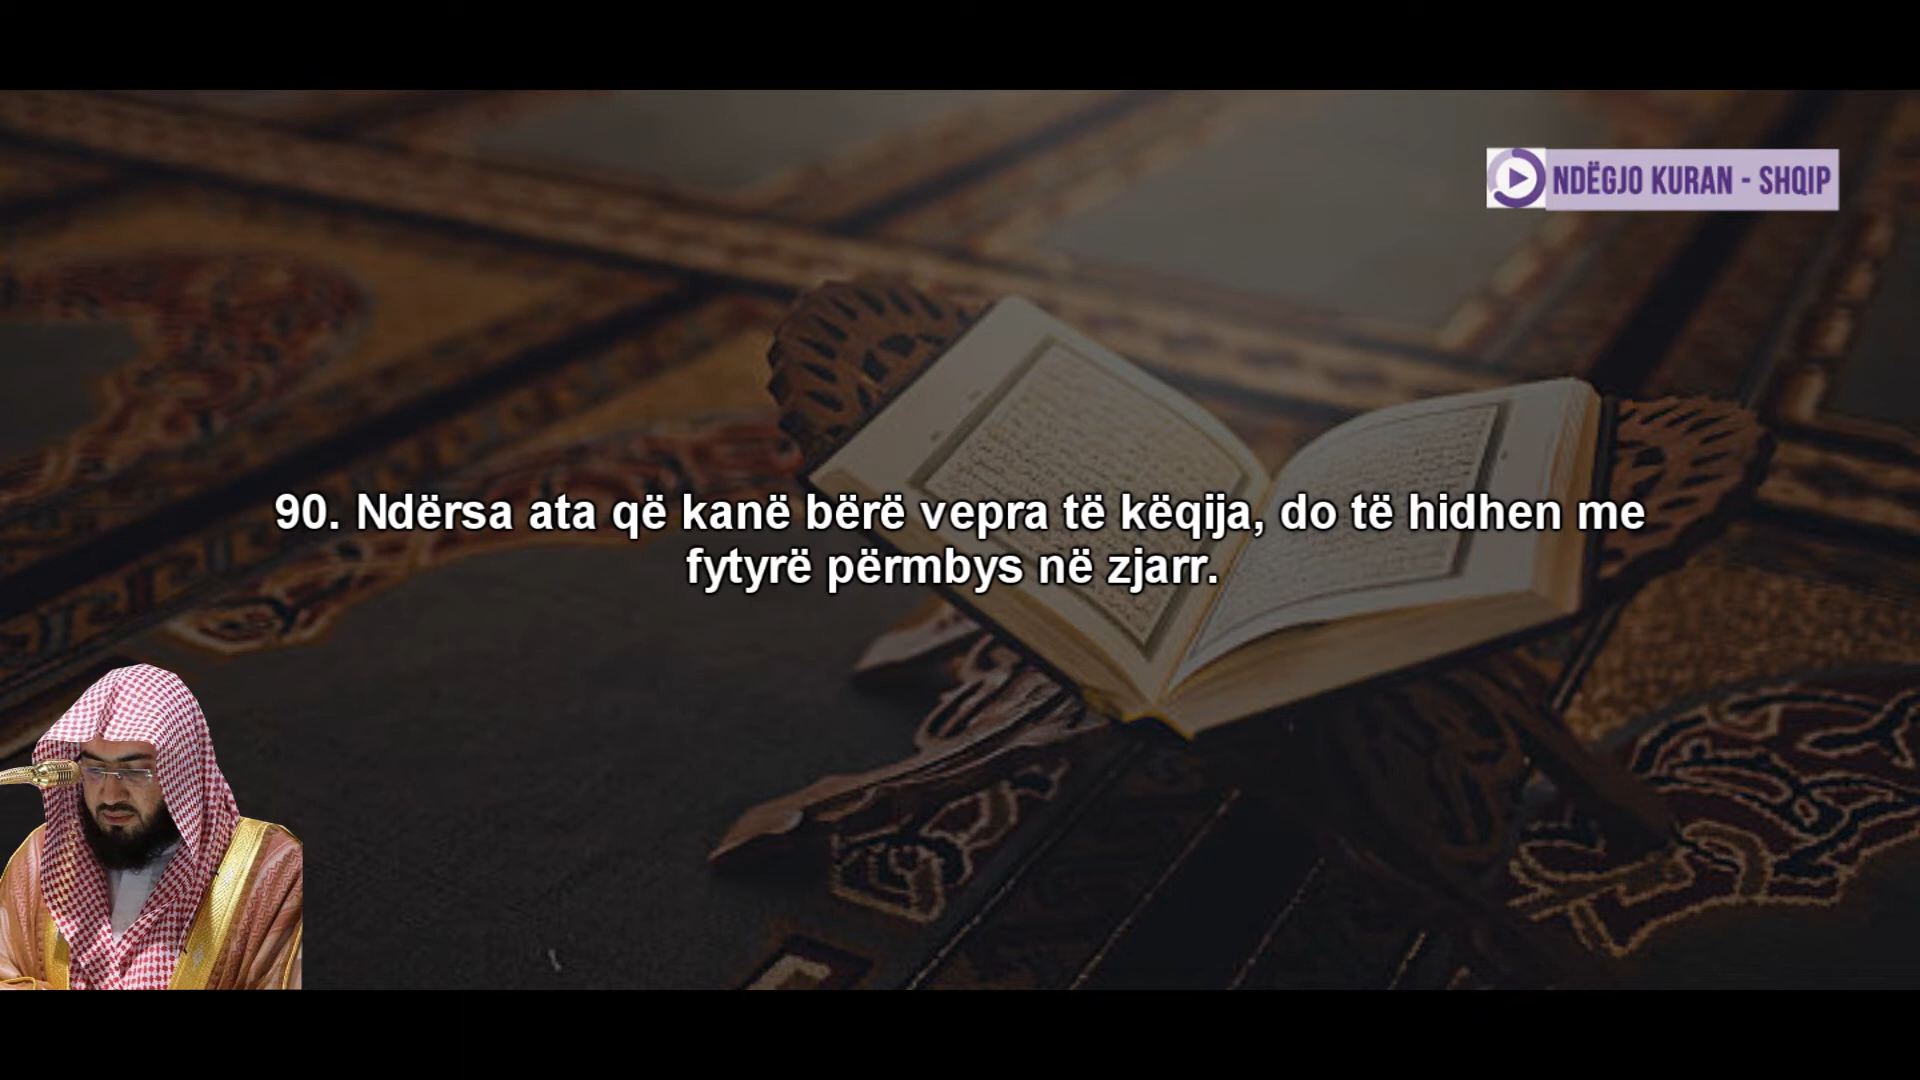 NDËGJO KURAN - SHQIP
90. Ndërsa ata që kanë bërë vepra të këqija, do të hidhen me
fytyrë përmbys në zjarr.